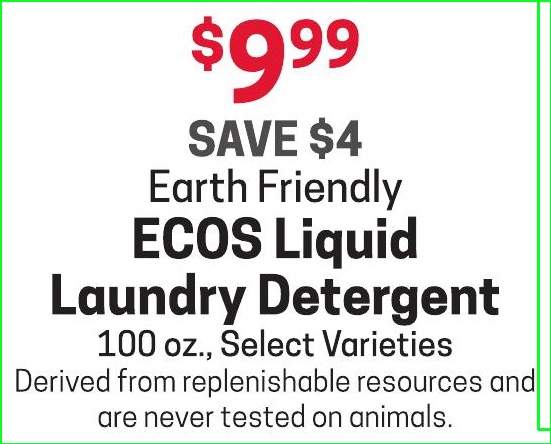 $9.99
SAVE $4
Earth Friendly
ECOS Liquid
Laundry Detergent
100 oz., Select Varieties
Derived from replenishable resources and
are never tested on animals.